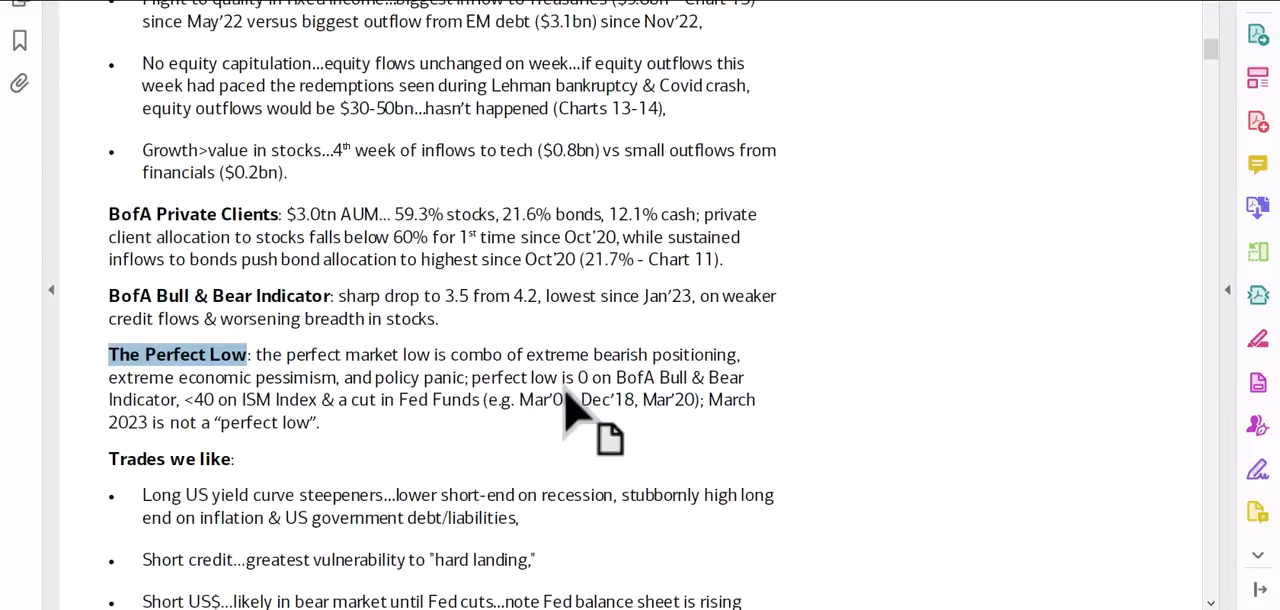 since May’22 versus biggest outflow from EM debt ($3.1bn) since Nov’22,
• No equity capitulation...equity flows unchanged on week...if equity outflows this
week had paced the redemptions seen during Lehman bankruptcy & Covid crash,
equity outflows would be $30-50bn...hasn’t happened (Charts 13-14),
• Growth>value in stocks...4th week of inflows to tech ($0.8bn) vs small outflows from
financials ($0.2bn).
BofA Private Clients: $3.0tn AUM... 59.3% stocks, 21.6% bonds, 12.1% cash; private
client allocation to stocks falls below 60% for 1st time since Oct’20, while sustained
inflows to bonds push bond allocation to highest since Oct’20 (21.7% - Chart 11).
BofA Bull & Bear Indicator: sharp drop to 3.5 from 4.2, lowest since Jan’23, on weaker
credit flows & worsening breadth in stocks.
The Perfect Low: the perfect market low is combo of extreme bearish positioning,
extreme economic pessimism, and policy panic; perfect low is 0 on BofA Bull & Bear
Indicator, <40 on ISM Index & a cut in Fed Funds (e.g. Dec’18, Mar’20); March
2023 is not a “perfect low”.
Trades we like:
• Long US yield curve steepeners...lower short-end on recession, stubbornly high long
end on inflation & US government debt/liabilities,
• Short credit...greatest vulnerability to "hard landing,"
• Short US$...likely in bear market until Fed cuts...note Fed balance sheet is rising